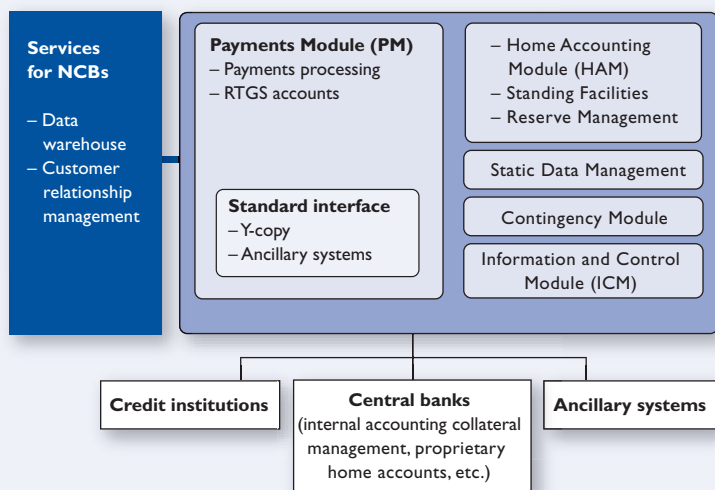 Services
for NCBs
– Data
warehouse
– Customer
relationship
management
Payments Module (PM)
– Payments processing
– RTGS accounts
Standard interface
– Y-copy
– Ancillary systems
– Home Accounting
Module (HAM)
– Standing Facilities
– Reserve Management
Static Data Management
Contingency Module
Information and Control
Module (ICM)
Credit institutions
Central banks
(internal accounting collateral
management, proprietary
home accounts, etc.)
Ancillary systems